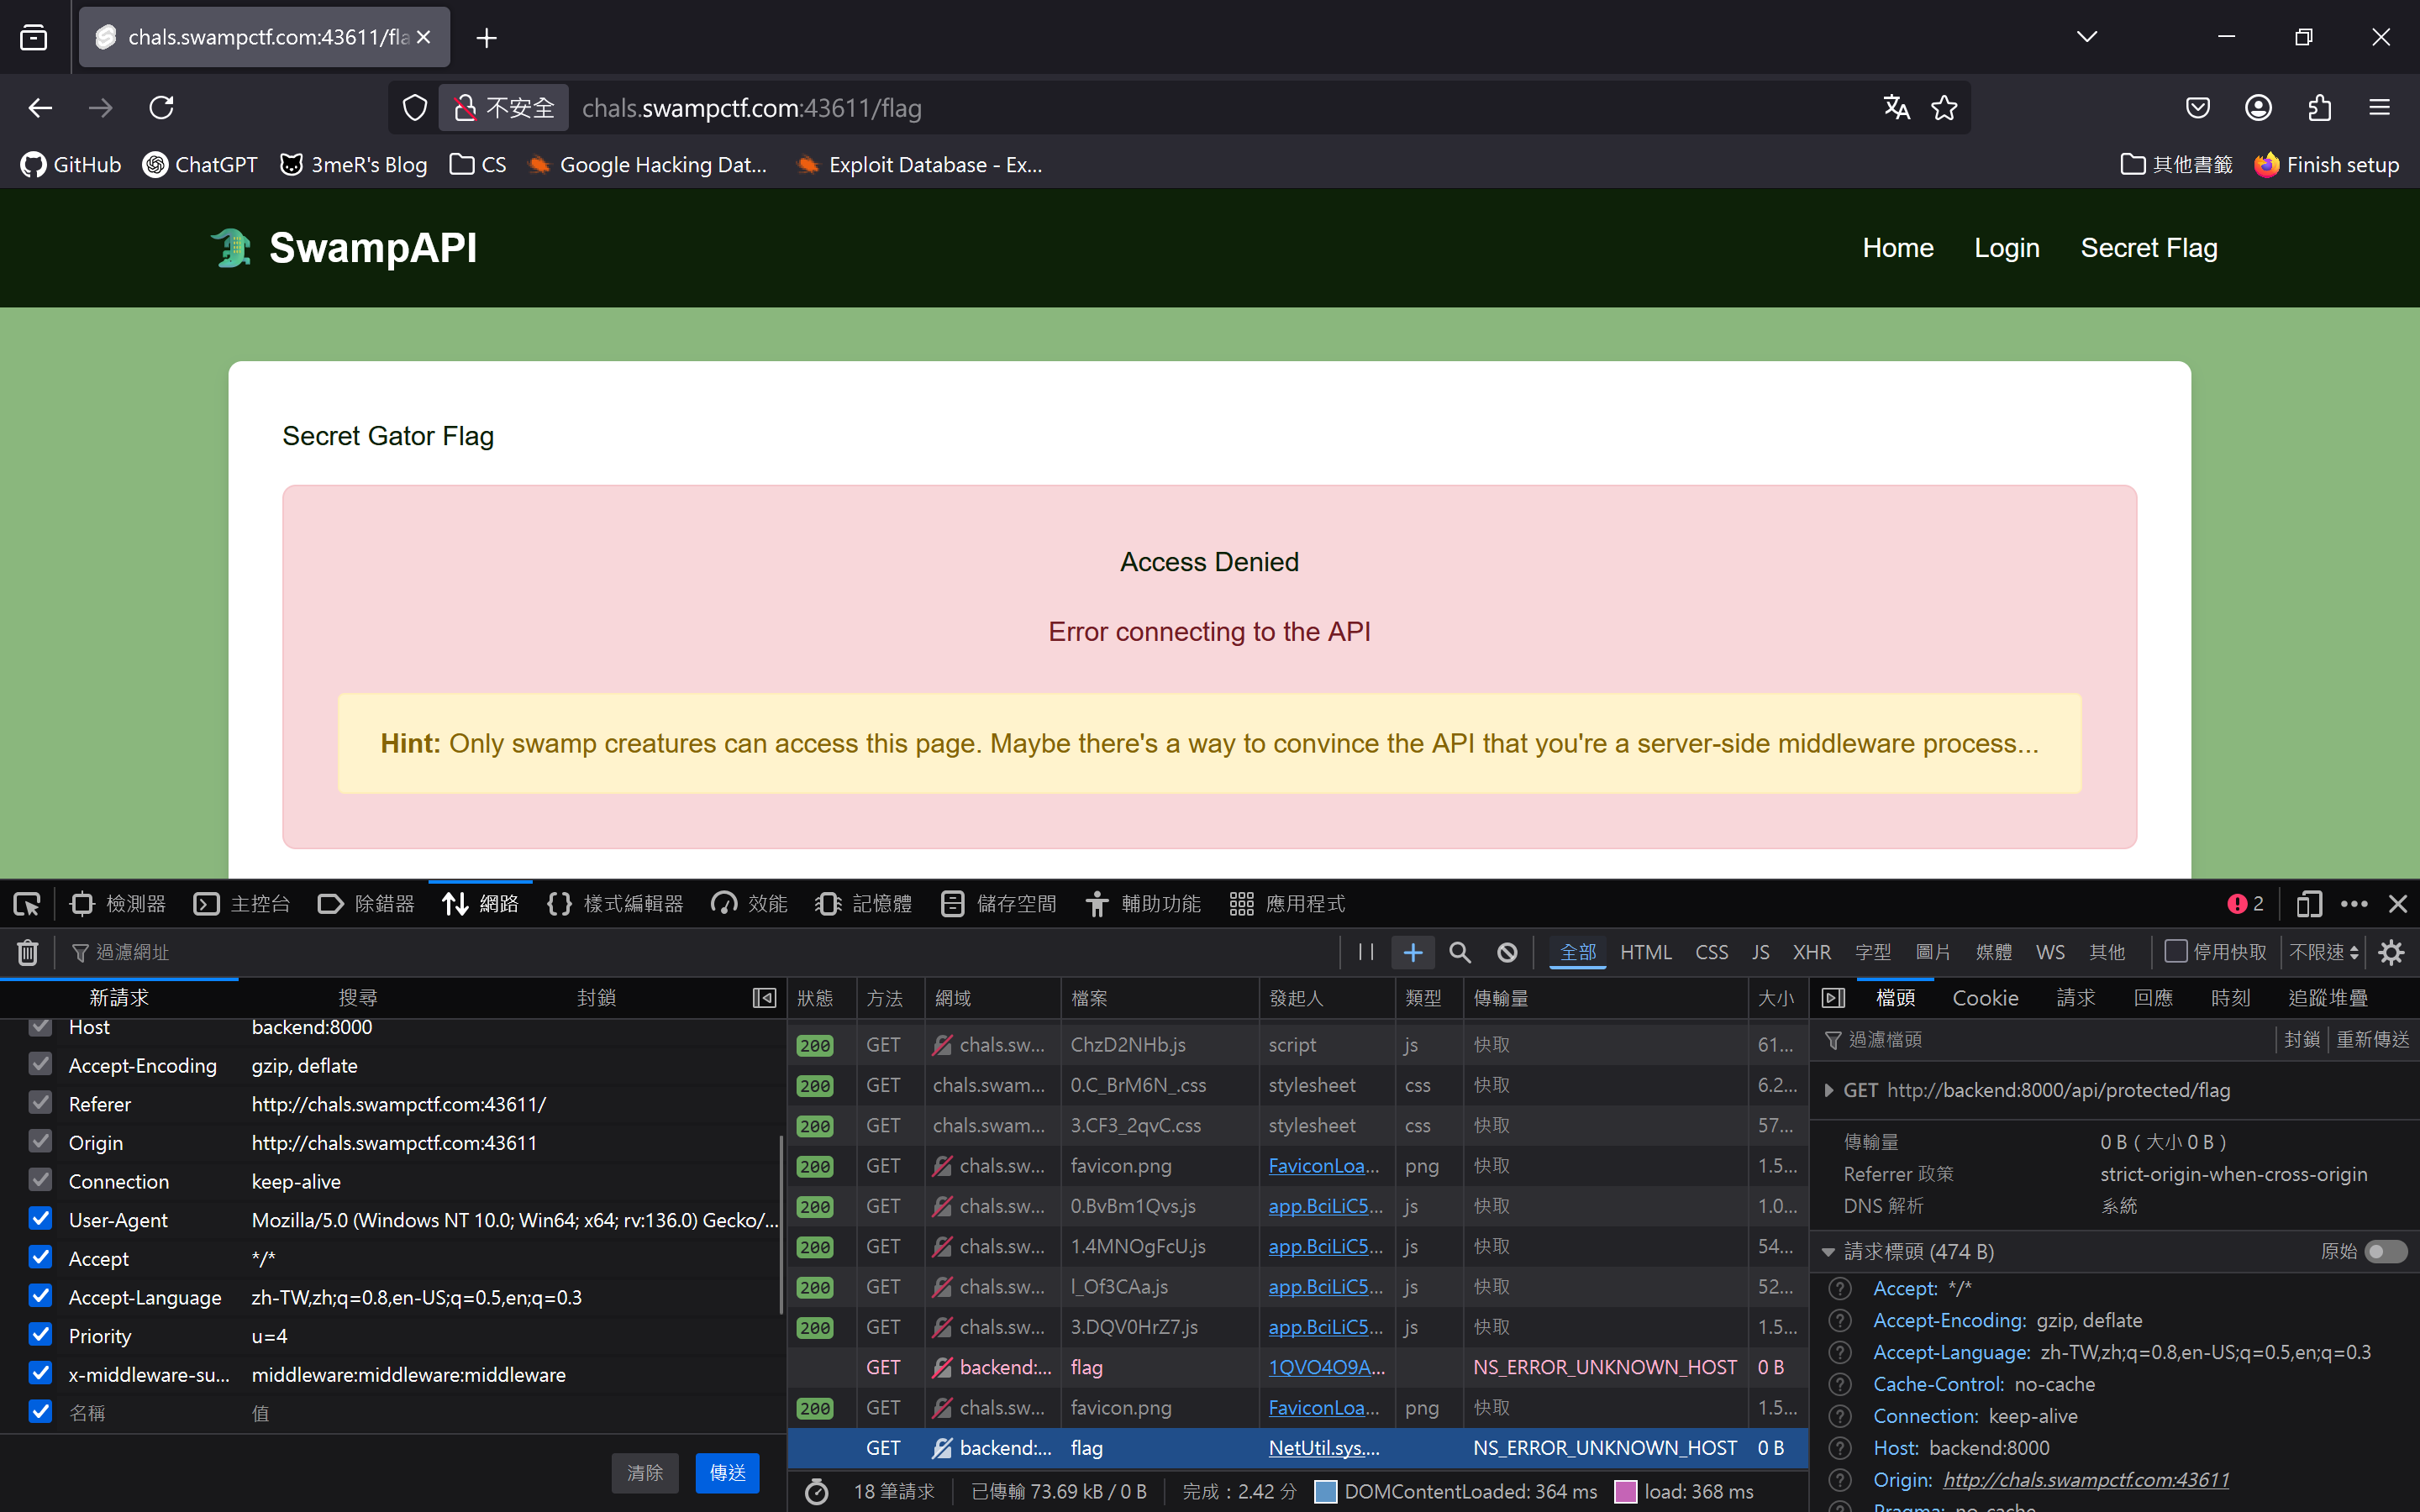 chals.swampctf.com:43611/fla
不安全
chals.swampctf.com:43611/flag
GitHub ChatGPT 3meR's Blog CS Google Hacking Dat... Exploit Database - Ex... 其他書籤 Finish setup
SwampAPI
Home Login Secret Flag
Secret Gator Flag
Access Denied
Error connecting to the API
Hint: Only swamp creatures can access this page. Maybe there's a way to convince the API that you're a server-side middleware process...
檢測器 主控台 除錯器 網路 樣式編輯器 效能 記憶體 儲存空間 輔助功能 應用程式 2
過濾網址 全部 HTML CSS JS XHR 字型 圖片 媒體 WS 其他 停用快取 不限速
新請求 搜尋 封鎖
Host backend:8000
Accept-Encoding gzip, deflate
Referer http://chals.swampctf.com:43611/
Origin http://chals.swampctf.com:43611
Connection keep-alive
User-Agent Mozilla/5.0 (Windows NT 10.0; Win64; x64; rv:136.0) Gecko/...
Accept */*
Accept-Language zh-TW,zh;q=0.8,en-US;q=0.5,en;q=0.3
Priority u=4
x-middleware-su... middleware:middleware:middleware
名稱 值
清除 傳送
狀態 方法 網域 檔案 發起人 類型 傳輸量 大小
200 GET chals.sw... ChzD2NHb.js script js 快取 61...
200 GET chals.swam... 0.C_BrM6N_.css stylesheet css 快取 6.2...
200 GET chals.swam... 3.CF3_2qvC.css stylesheet css 快取 57...
200 GET chals.sw... favicon.png FaviconLoa... png 快取 1.5...
200 GET chals.sw... 0.BvBm1Qvs.js app.BciLiC5... js 快取 1.0...
200 GET chals.sw... 1.4MNOgFcU.js app.BciLiC5... js 快取 54...
200 GET chals.sw... l_Of3CAa.js app.BciLiC5... js 快取 52...
200 GET chals.sw... 3.DQV0HrZ7.js app.BciLiC5... js 快取 1.5...
GET backend:... flag 1QVO4O9A... NS_ERROR_UNKNOWN_HOST 0 B
200 GET chals.sw... favicon.png FaviconLoa... png 快取 1.5...
GET backend:... flag NetUtil.sys.... NS_ERROR_UNKNOWN_HOST 0 B
18 筆請求 已傳輸 73.69 kB / 0 B 完成：2.42 分 DOMContentLoaded: 364 ms load: 368 ms
檔頭 Cookie 請求 回應 時刻 追蹤堆疊
過濾檔頭 封鎖 重新傳送
GET http://backend:8000/api/protected/flag
傳輸量 0 B（大小 0 B）
Referrer 政策 strict-origin-when-cross-origin
DNS 解析 系統
請求標頭 (474 B) 原始
Accept: */*
Accept-Encoding: gzip, deflate
Accept-Language: zh-TW,zh;q=0.8,en-US;q=0.5,en;q=0.3
Cache-Control: no-cache
Connection: keep-alive
Host: backend:8000
Origin: http://chals.swampctf.com:43611
Pragma: no-cache